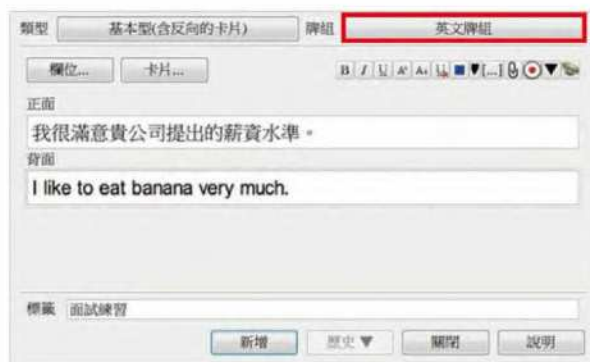 類型 基本型(含反向的卡片) 牌組 英文牌組
欄位... 卡片... B I U A² A₂ [...]
正面
我很滿意貴公司提出的薪資水準。
背面
I like to eat banana very much.
標籤 面試練習
新增 歷史▼ 關閉 說明